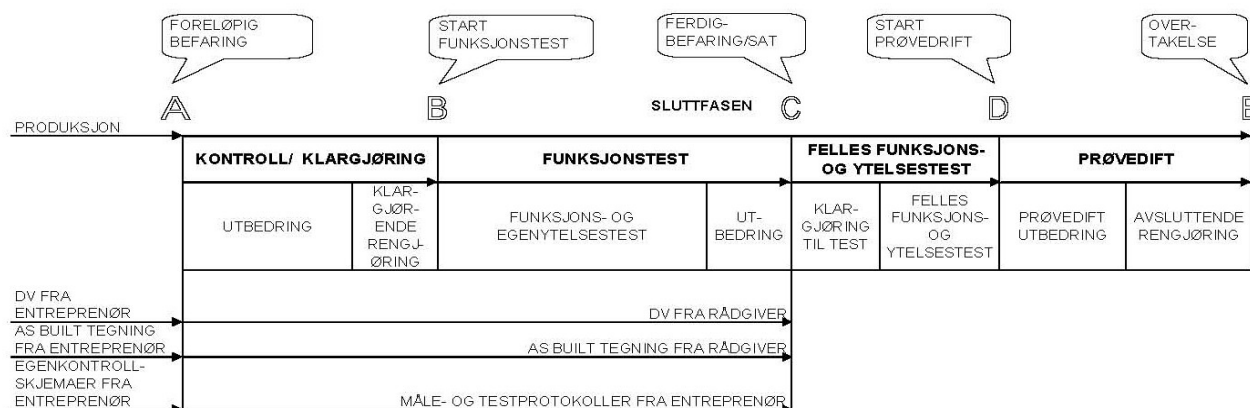 FORELØPIG
BEFARING
START
FUNKSJONSTEST
FERDIG-
BEFARING/SAT
START
PRØVEDRIFT
OVER-
TAKELSE
A
B
SLUTTFASEN
C
D
E
PRODUKSJON
KONTROLL/ KLARGJØRING
FUNKSJONSTEST
FELLES FUNKSJONS-
OG YTELSESTEST
PRØVEDIFT
UTBEDRING
KLAR-
GJØR-
ENDE
RENGJ-
ØRING
FUNKSJONS- OG
EGENYTELSESTEST
UT-
BEDRING
KLAR-
GJØRING
TIL TEST
FELLES
FUNKSJONS-
OG
YTELSESTEST
PRØVEDIFT
UTBEDRING
AVSLUTTENDE
RENGJØRING
DV FRA
ENTREPRENØR
DV FRA RÅDGIVER
AS BUILT TEGNING
FRA ENTREPRENØR
AS BUILT TEGNING FRA RÅDGIVER
EGENKONTROLL-
SKJEMAER FRA
ENTREPRENØR
MÅLE- OG TESTPROTOKOLLER FRA ENTREPRENØR